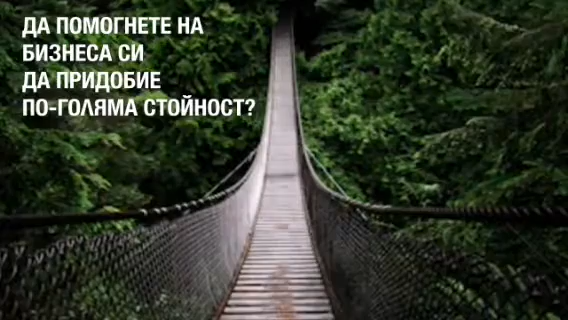 ДА ПОМОГНЕТЕ НА
БИЗНЕСА СИ
ДА ПРИДОБИЕ
ПО-ГОЛЯМА СТОЙНОСТ?